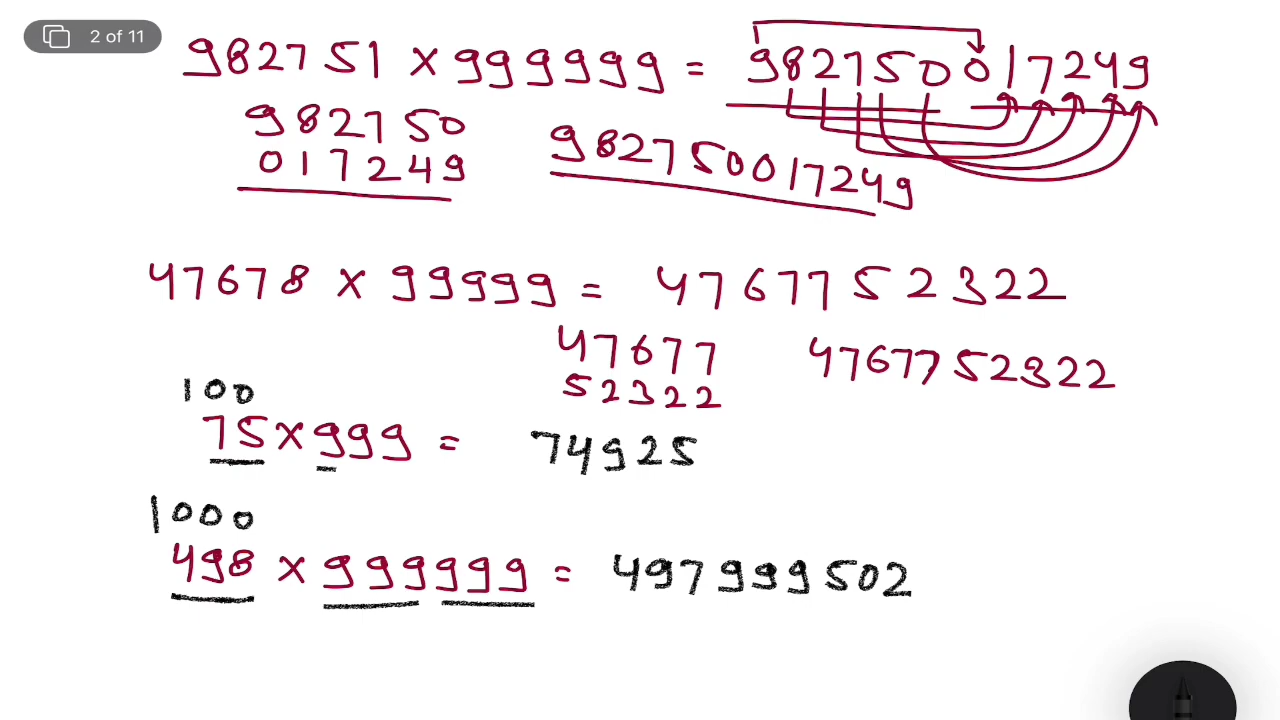 2 of 11
982751 × 999999 = 982750017249
982750
017249
982750017249
47678 × 99999 = 4767752322
47677
52322
4767752322
100
75 × 999 = 74925
1000
498 × 999999 = 497999502